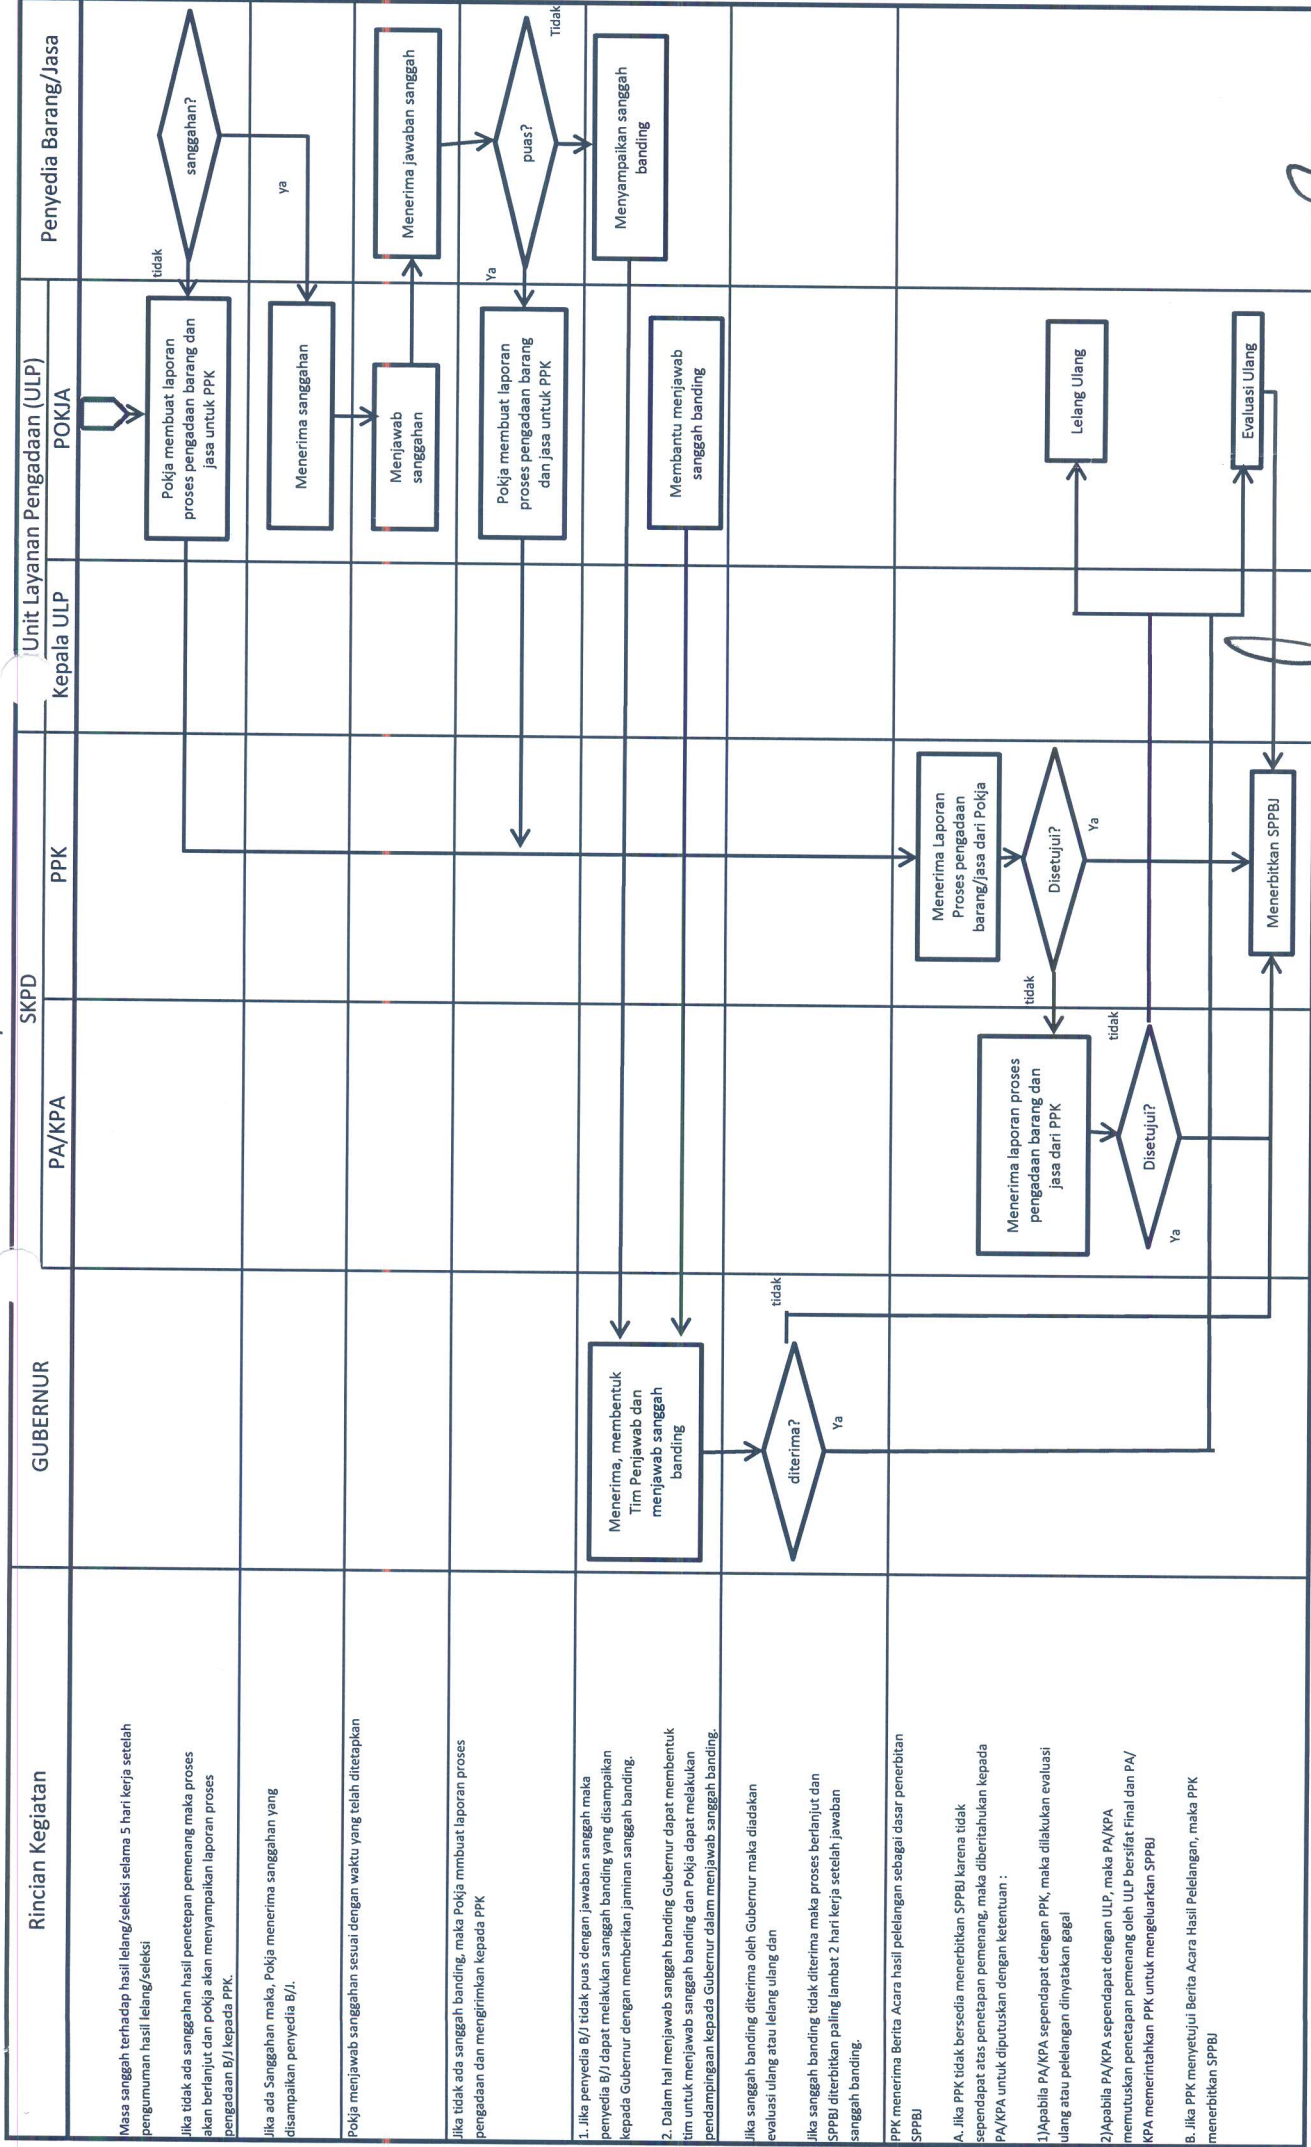 Rincian Kegiatan
GUBERNUR
SKPD
PA/KPA
PPK
Unit Layanan Pengadaan (ULP)
Kepala ULP
POKJA
Penyedia Barang/Jasa
Masa sanggah terhadap hasil lelang/seleksi selama 5 hari kerja setelah
pengumuman hasil lelang/seleksi
Jika tidak ada sanggahan hasil penetepan pemenang maka proses
akan berlanjut dan pokja akan menyampaikan laporan proses
pengadaan B/J kepada PPK.
Pokja membuat laporan
proses pengadaan barang dan
jasa untuk PPK
tidak
sanggahan?
Jika ada Sanggahan maka, Pokja menerima sanggahan yang
disampaikan penyedia B/J.
Menerima sanggahan
ya
Pokja menjawab sanggahan sesuai dengan waktu yang telah ditetapkan
Menjawab
sanggahan
Menerima jawaban sanggah
Jika tidak ada sanggah banding, maka Pokja mmbuat laporan proses
pengadaan dan mengirimkan kepada PPK
Pokja membuat laporan
proses pengadaan barang
dan jasa untuk PPK
Ya
puas?
Tidak
1. Jika penyedia B/J tidak puas dengan jawaban sanggah maka
penyedia B/J dapat melakukan sanggah banding yang disampaikan
kepada Gubernur dengan memberikan jaminan sanggah banding.
2. Dalam hal menjawab sanggah banding Gubernur dapat membentuk
tim untuk menjawab sanggah banding dan Pokja dapat melakukan
pendampingaan kepada Gubernur dalam menjawab sanggah banding.
Menerima, membentuk
Tim Penjawab dan
menjawab sanggah
banding
Membantu menjawab
sanggah banding
Menyampaikan sanggah
banding
Jika sanggah banding diterima oleh Gubernur maka diadakan
evaluasi ulang atau lelang ulang dan
Jika sanggah banding tidak diterima maka proses berlanjut dan
SPPBJ diterbitkan paling lambat 2 hari kerja setelah jawaban
sanggah banding.
diterima?
tidak
Ya
PPK menerima Berita Acara hasil pelelangan sebagai dasar penerbitan
SPPBJ
A. Jika PPK tidak bersedia menerbitkan SPPBJ karena tidak
sependapat atas penetapan pemenang, maka diberitahukan kepada
PA/KPA untuk diputuskan dengan ketentuan :
1)Apabila PA/KPA sependapat dengan PPK, maka dilakukan evaluasi
ulang atau pelelangan dinyatakan gagal
2)Apabila PA/KPA sependapat dengan ULP, maka PA/KPA
memutuskan penetapan pemenang oleh ULP bersifat Final dan PA/
KPA memerintahkan PPK untuk mengeluarkan SPPBJ
B. Jika PPK menyetujui Berita Acara Hasil Pelelangan, maka PPK
menerbitkan SPPBJ
Menerima Laporan
Proses pengadaan
barang/jasa dari Pokja
Disetujui?
tidak
Ya
Menerima laporan proses
pengadaan barang dan
jasa dari PPK
Disetujui?
tidak
Ya
Lelang Ulang
Evaluasi Ulang
Menerbitkan SPPBJ